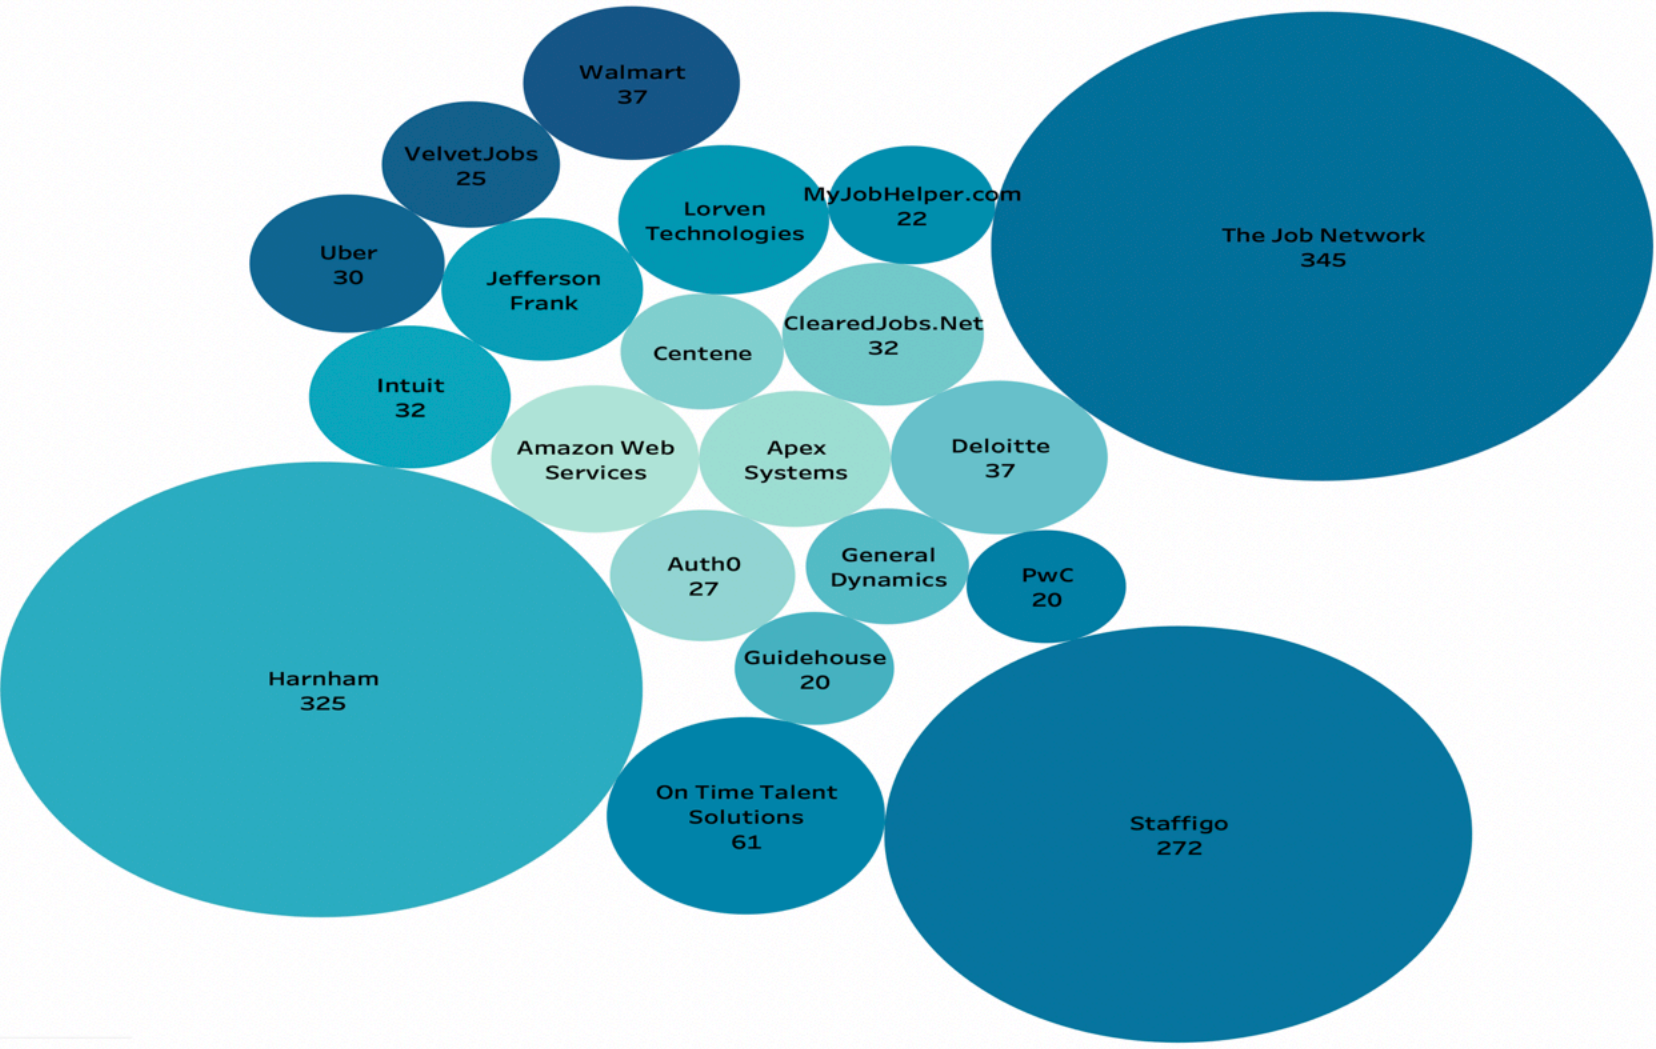 Walmart
37
VelvetJobs
25
MyJobHelper.com
22
Lorven
Technologies
The Job Network
345
Uber
30
Jefferson
Frank
ClearedJobs.Net
32
Centene
Intuit
32
Amazon Web
Services
Apex
Systems
Deloitte
37
Auth0
27
General
Dynamics
PwC
20
Guidehouse
20
Harnham
325
On Time Talent
Solutions
61
Staffigo
272